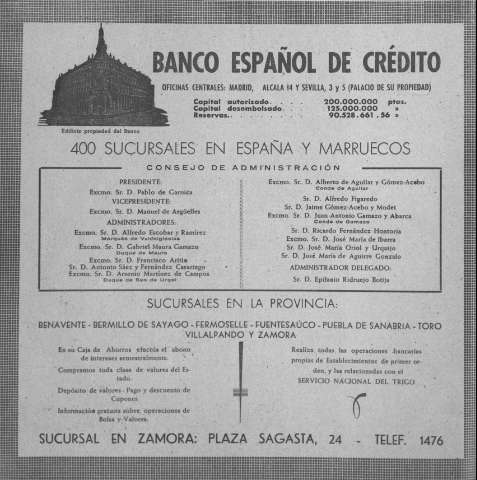 BANCO ESPAÑOL DE CRÉDITO
OFICINAS CENTRALES: MADRID, ALCALA 14 Y SEVILLA, 3 y 5 (PALACIO DE SU PROPIEDAD)
Capital autorizado. . . . 200.000.000 ptas.
Capital desembolsado. . . . 125.000.000 »
Reservas. . . . 90.528.661.56 »
Edificio propiedad del Banco
400 SUCURSALES EN ESPAÑA Y MARRUECOS
CONSEJO DE ADMINISTRACIÓN
PRESIDENTE:
Excmo. Sr. D. Pablo de Garnica
VICEPRESIDENTE:
Excmo. Sr. D. Manuel de Argüelles
ADMINISTRADORES:
Excmo. Sr. D. Alfredo Escobar y Ramírez
Marqués de Valdeiglesias
Excmo. Sr. D. Gabriel Maura Gamazo
Duque de Maura
Excmo. Sr. D. Francisco Aritio
Sr. D. Antonio Sáez y Fernández Casariego
Excmo. Sr. D. Arsenio Martínez de Campos
Duque de Seo de Urgel
Excmo. Sr. D. Alberto de Aguilar y Gómez-Acebo
Conde de Aguilar
Sr. D. Alfredo Figaredo
Sr. D. Jaime Gómez-Acebo y Modet
Excmo. Sr. D. Juan Antonio Gamazo y Abarca
Conde de Gamazo
Sr. D. Ricardo Fernández Hontoria
Excmo. Sr. D. José María de Ibarra
Sr. D. José María Oriol y Urquijo
Sr. D. José María de Aguirre Gonzalo
ADMINISTRADOR DELEGADO:
Sr. D. Epifanio Ridruejo Botija
SUCURSALES EN LA PROVINCIA:
BENAVENTE - BERMILLO DE SAYAGO - FERMOSELLE - FUENTESAÚCO - PUEBLA DE SANABRIA - TORO
VILLALPANDO Y ZAMORA
En su Caja de Ahorros efectúa el abono
de intereses semestralmente.
Compramos toda clase de valores del Es-
tado.
Depósito de valores - Pago y descuento de
Cupones
Información gratuita sobre, operaciones de
Bolsa y Valores.
Realiza todas las operaciones bancarias
propias de Establecimientos de primer or-
den, y las relacionadas con el
SERVICIO NACIONAL DEL TRIGO
SUCURSAL EN ZAMORA: PLAZA SAGASTA, 24 - TELEF. 1476